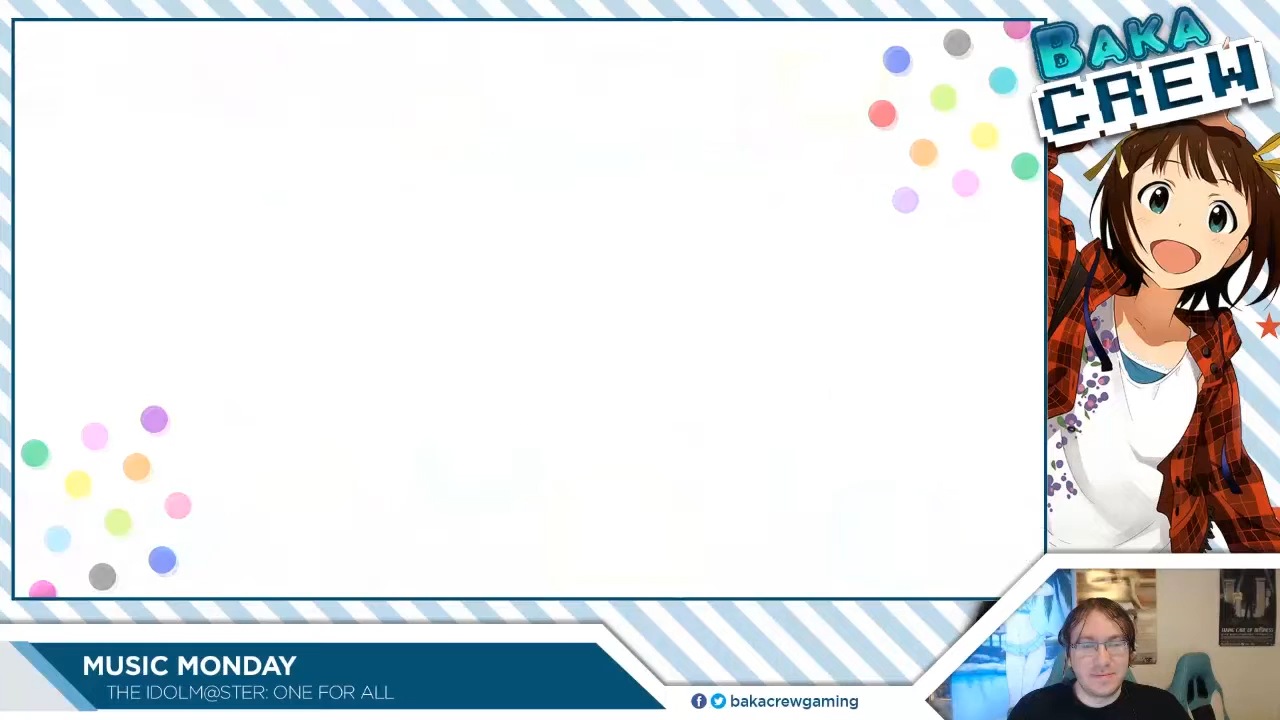 BAKA
CREW
MUSIC MONDAY
THE IDOLM@STER: ONE FOR ALL
bakacrewgaming